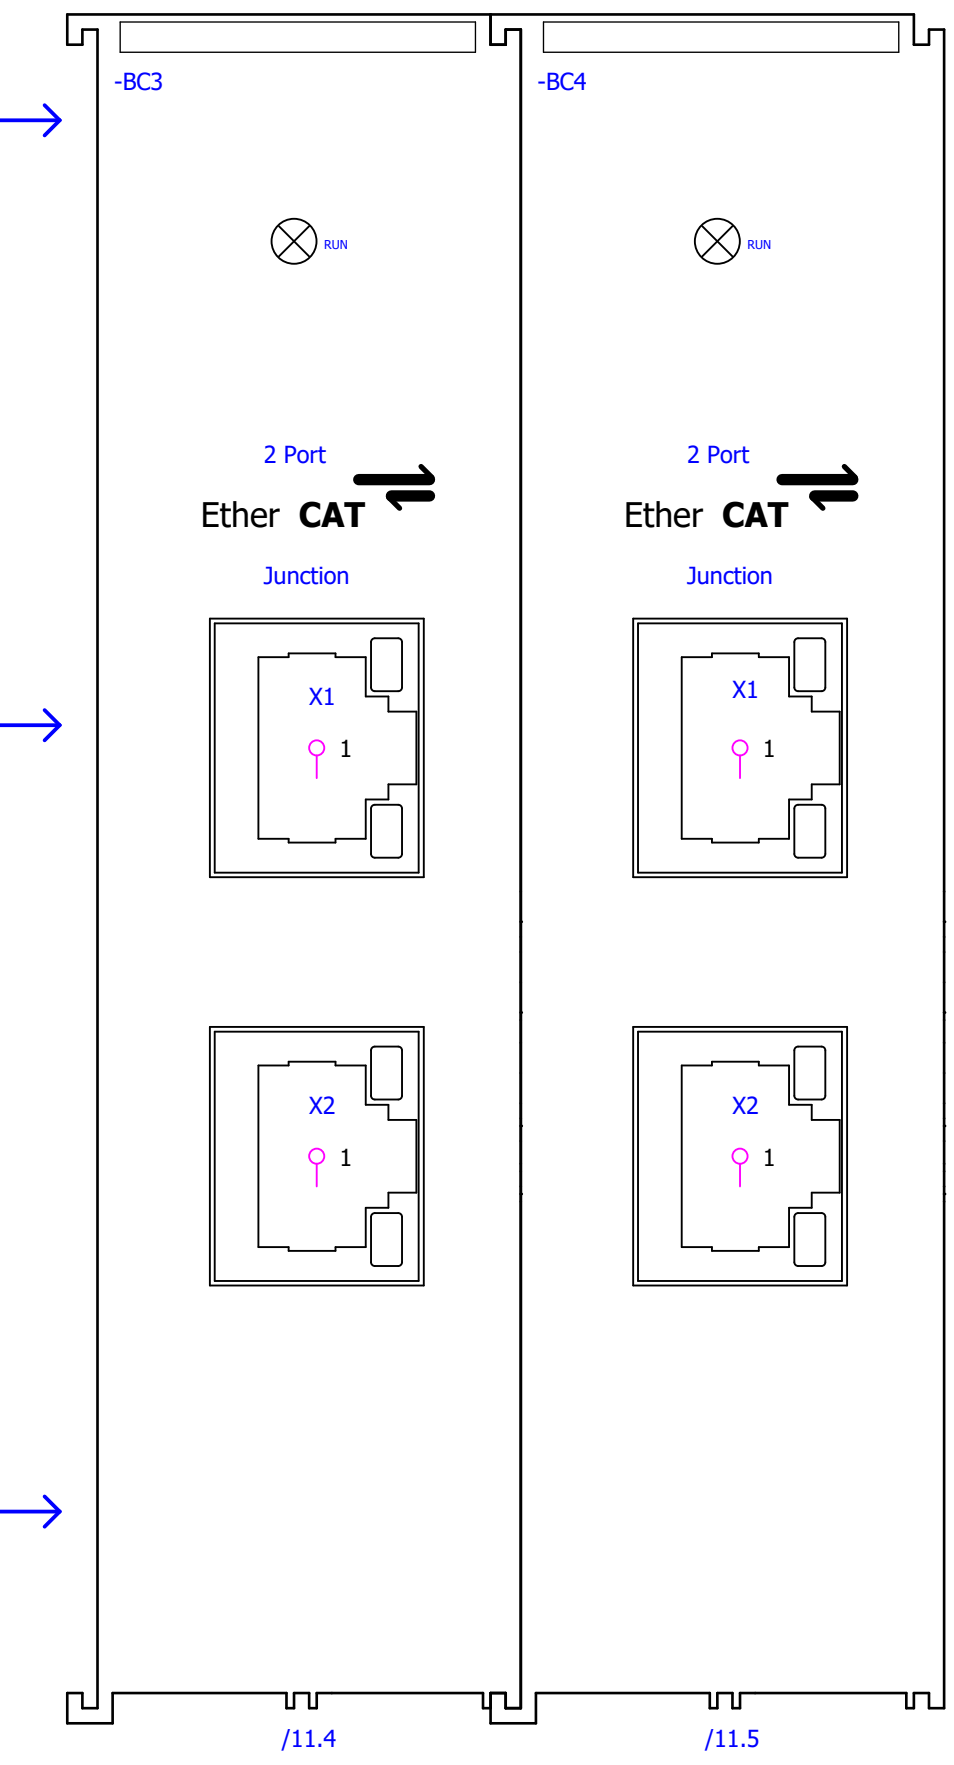 -BC3
-BC4
RUN
RUN
2 Port
2 Port
Ether CAT
Ether CAT
Junction
Junction
X1
X1
1
1
X2
X2
1
1
/11.4
/11.5